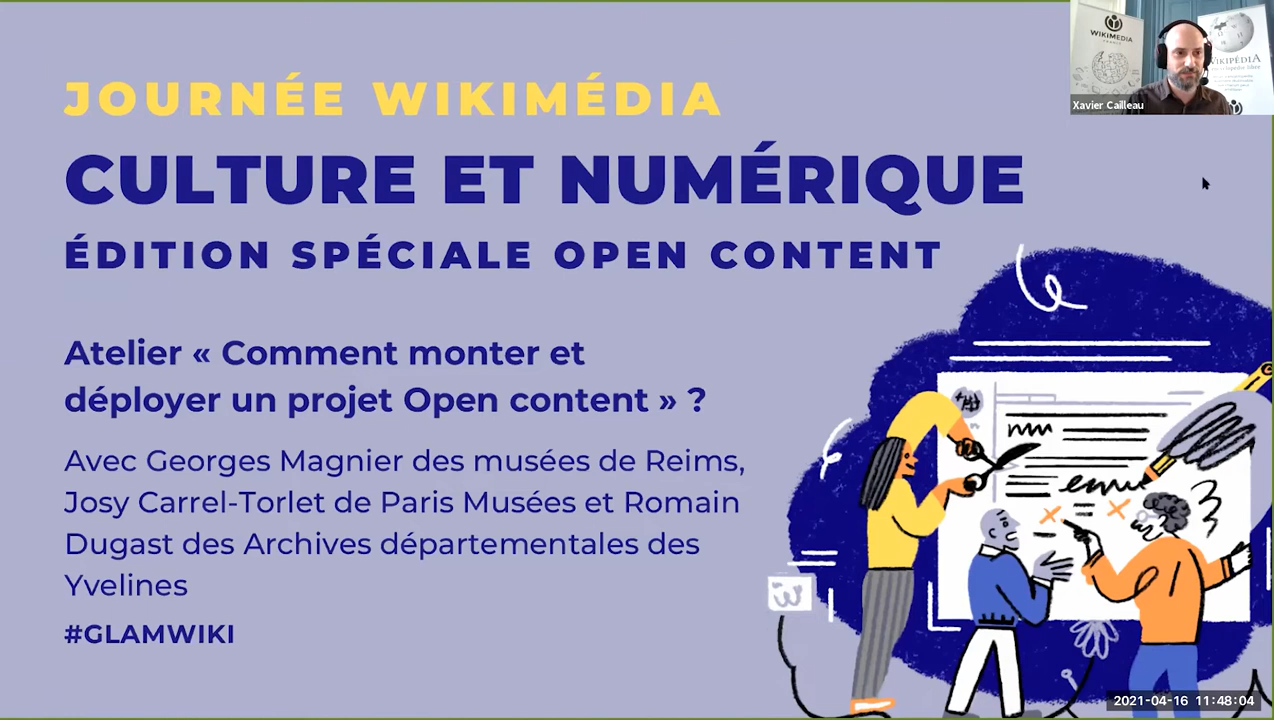 JOURNÉE WIKIMÉDIA
CULTURE ET NUMÉRIQUE
ÉDITION SPÉCIALE OPEN CONTENT
Atelier « Comment monter et
déployer un projet Open content » ?
Avec Georges Magnier des musées de Reims,
Josy Carrel-Torlet de Paris Musées et Romain
Dugast des Archives départementales des
Yvelines
#GLAMWIKI
WIKIMEDIA
FRANCE
WIKIPÉDIA
Xavier Cailleau
2021-04-16 11:48:04